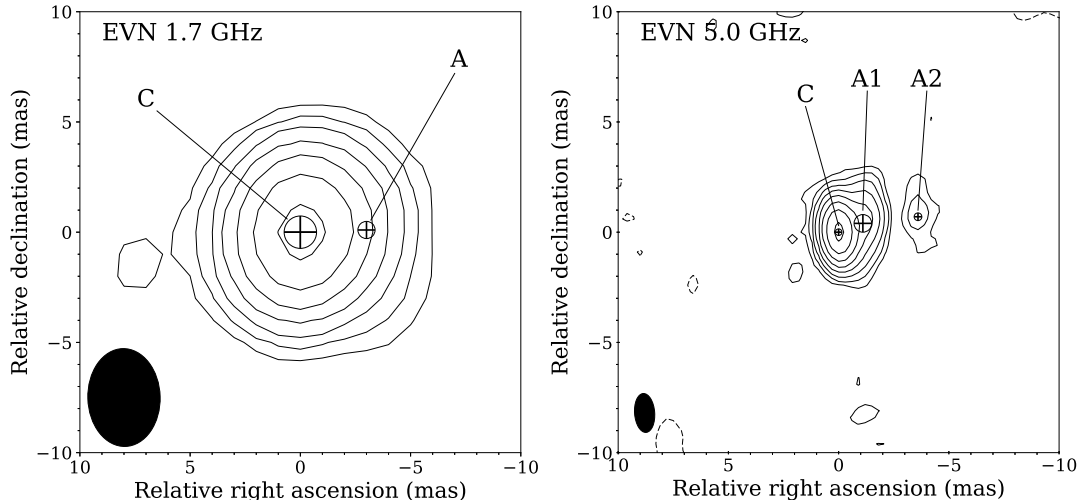 EVN 1.7 GHz
C
A
10
5
0
−5
−10
10
5
0
−5
−10
Relative declination (mas)
Relative right ascension (mas)
EVN 5.0 GHz
C
A1
A2
10
5
0
−5
−10
10
5
0
−5
−10
Relative declination (mas)
Relative right ascension (mas)